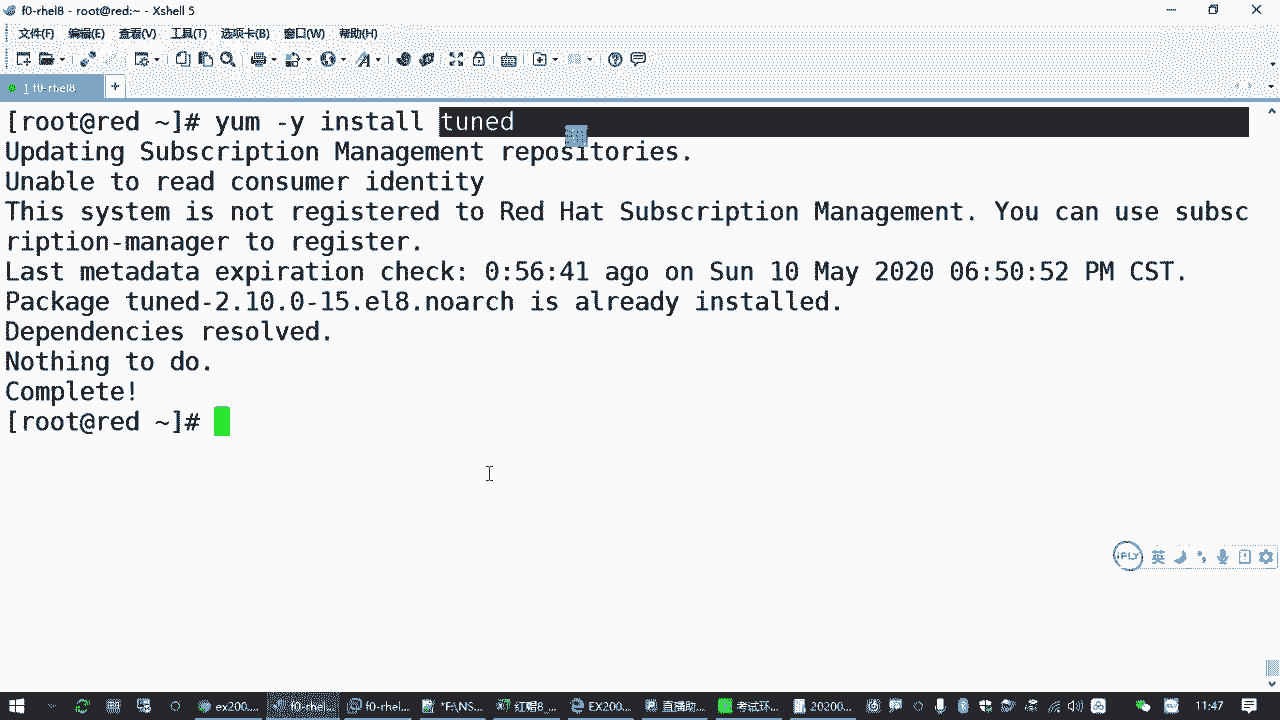 f0-rhel8 - root@red:~ - Xshell 5
文件(F) 编辑(E) 查看(V) 工具(T) 选项卡(B) 窗口(W) 帮助(H)
1 f0-rhel8
[root@red ~]# yum -y install tuned
Updating Subscription Management repositories.
Unable to read consumer identity
This system is not registered to Red Hat Subscription Management. You can use subsc
ription-manager to register.
Last metadata expiration check: 0:56:41 ago on Sun 10 May 2020 06:50:52 PM CST.
Package tuned-2.10.0-15.el8.noarch is already installed.
Dependencies resolved.
Nothing to do.
Complete!
[root@red ~]#
iFLY 英
ex200.... f0-rhel... f0-rhel... *F:\NS... 红帽8_... EX200... 直播助... 考试环... 20200... 11:47